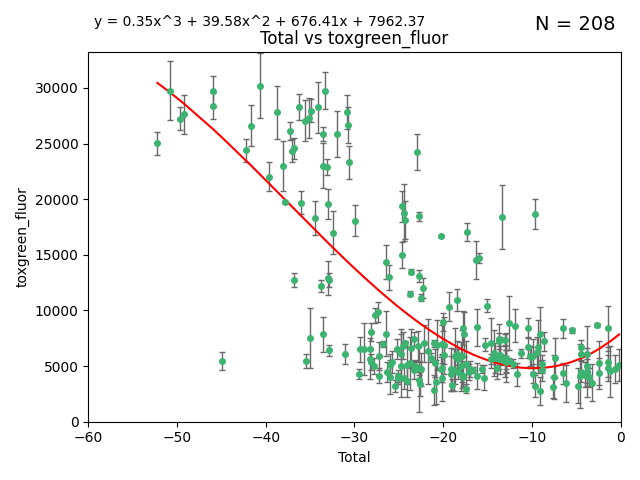 y = 0.35x^3 + 39.58x^2 + 676.41x + 7962.37
N = 208
Total vs toxgreen_fluor
30000
25000
20000
15000
10000
5000
0
toxgreen_fluor
−60
−50
−40
−30
−20
−10
0
Total